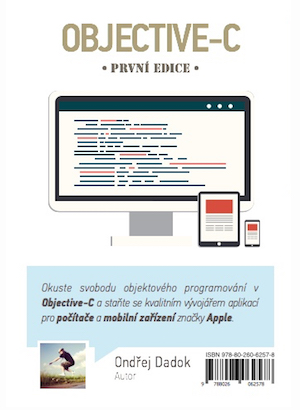 OBJECTIVE-C
• PRVNÍ EDICE •
Okuste svobodu objektového programování v
Objective-C a staňte se kvalitním vývojářem aplikací
pro počítače a mobilní zařízení značky Apple.
Ondřej Dadok
Autor
ISBN 978-80-260-6257-8
9 788026 062578